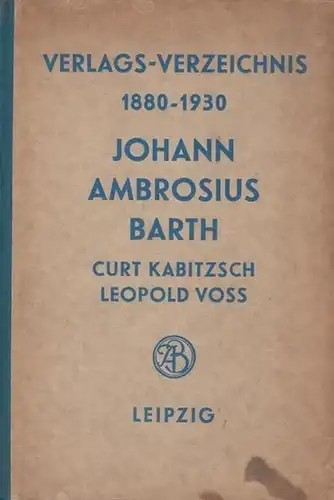 VERLAGS-VERZEICHNIS
1880-1930
JOHANN
AMBROSIUS
BARTH
CURT KABITZSCH
LEOPOLD VOSS
JAB
LEIPZIG